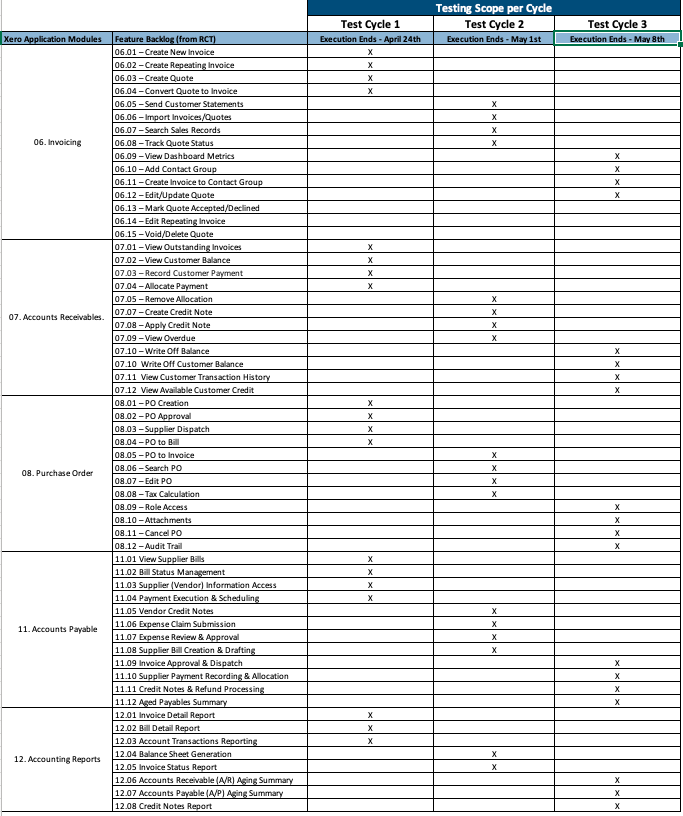 Testing Scope per Cycle
Test Cycle 1 Test Cycle 2 Test Cycle 3
Xero Application Modules Feature Backlog (from RCT) Execution Ends - April 24th Execution Ends - May 1st Execution Ends - May 8th
06. Invoicing
06.01 – Create New Invoice X
06.02 – Create Repeating Invoice X
06.03 – Create Quote X
06.04 – Convert Quote to Invoice X
06.05 – Send Customer Statements X
06.06 – Import Invoices/Quotes X
06.07 – Search Sales Records X
06.08 – Track Quote Status X
06.09 – View Dashboard Metrics X
06.10 – Add Contact Group X
06.11 – Create Invoice to Contact Group X
06.12 – Edit/Update Quote X
06.13 – Mark Quote Accepted/Declined
06.14 – Edit Repeating Invoice
06.15 – Void/Delete Quote
07. Accounts Receivables.
07.01 – View Outstanding Invoices X
07.02 – View Customer Balance X
07.03 – Record Customer Payment X
07.04 – Allocate Payment X
07.05 – Remove Allocation X
07.07 – Create Credit Note X
07.08 – Apply Credit Note X
07.09 – View Overdue X
07.10 – Write Off Balance X
07.10 Write Off Customer Balance X
07.11 View Customer Transaction History X
07.12 View Available Customer Credit X
08. Purchase Order
08.01 – PO Creation X
08.02 – PO Approval X
08.03 – Supplier Dispatch X
08.04 – PO to Bill X
08.05 – PO to Invoice X
08.06 – Search PO X
08.07 – Edit PO X
08.08 – Tax Calculation X
08.09 – Role Access X
08.10 – Attachments X
08.11 – Cancel PO X
08.12 – Audit Trail X
11. Accounts Payable
11.01 View Supplier Bills X
11.02 Bill Status Management X
11.03 Supplier (Vendor) Information Access X
11.04 Payment Execution & Scheduling X
11.05 Vendor Credit Notes X
11.06 Expense Claim Submission X
11.07 Expense Review & Approval X
11.08 Supplier Bill Creation & Drafting X
11.09 Invoice Approval & Dispatch X
11.10 Supplier Payment Recording & Allocation X
11.11 Credit Notes & Refund Processing X
11.12 Aged Payables Summary X
12. Accounting Reports
12.01 Invoice Detail Report X
12.02 Bill Detail Report X
12.03 Account Transactions Reporting X
12.04 Balance Sheet Generation X
12.05 Invoice Status Report X
12.06 Accounts Receivable (A/R) Aging Summary X
12.07 Accounts Payable (A/P) Aging Summary X
12.08 Credit Notes Report X